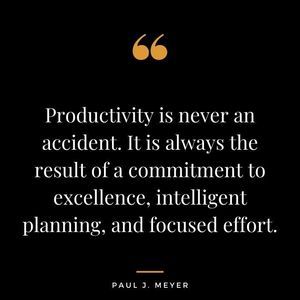 Productivity is never an
accident. It is always the
result of a commitment to
excellence, intelligent
planning, and focused effort.
PAUL J. MEYER